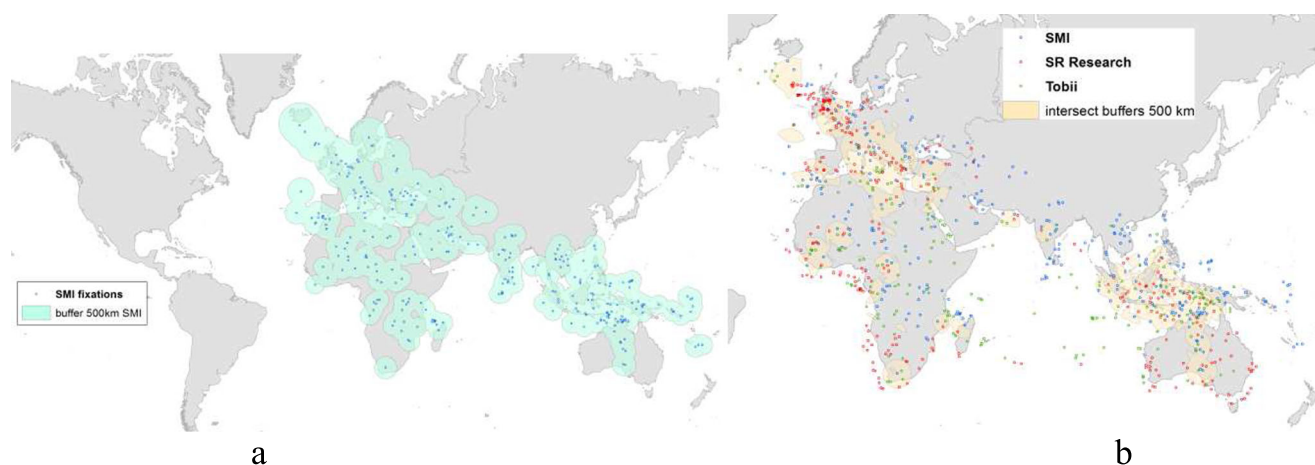 SMI fixations
buffer 500km SMI
SMI
SR Research
Tobii
intersect buffers 500 km
a
b